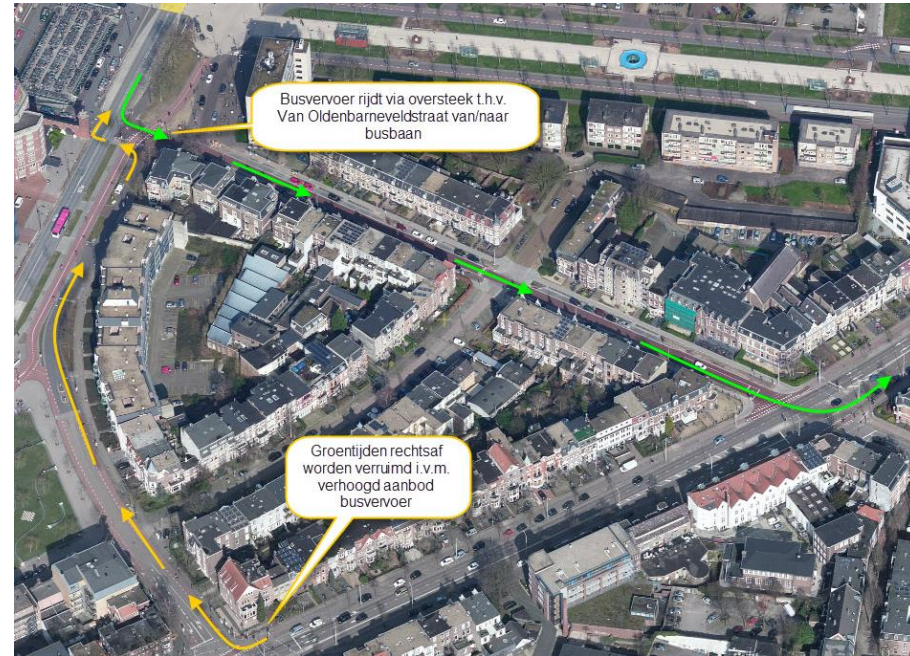 Busvervoer rijdt via oversteek t.h.v.
Van Oldenbarneveldstraat van/naar
busbaan
Groentijden rechtsaf
worden verruimd i.v.m.
verhoogd aanbod
busvervoer